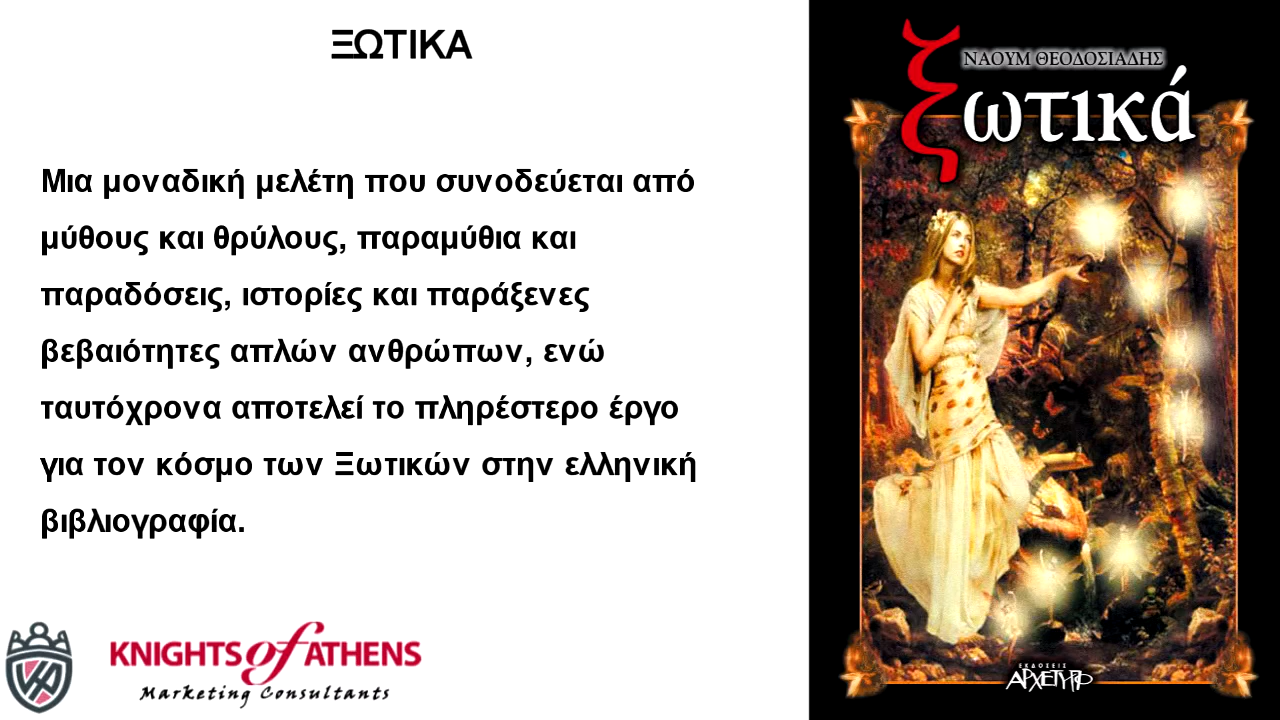 ΞΩΤΙΚΑ
Μια μοναδική μελέτη που συνοδεύεται από
μύθους και θρύλους, παραμύθια και
παραδόσεις, ιστορίες και παράξενες
βεβαιότητες απλών ανθρώπων, ενώ
ταυτόχρονα αποτελεί το πληρέστερο έργο
για τον κόσμο των Ξωτικών στην ελληνική
βιβλιογραφία.
KNIGHTS of ATHENS
Marketing Consultants
ΝΑΟΥΜ ΘΕΟΔΟΣΙΑΔΗΣ
ξωτικά
ΕΚΔΟΣΕΙΣ
ΑΡΧΕΤΥΠΟ